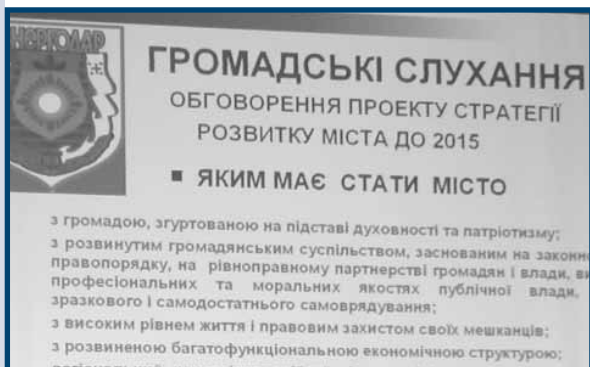 ЕНЕРГОДАР
ГРОМАДСЬКІ СЛУХАННЯ
ОБГОВОРЕННЯ ПРОЕКТУ СТРАТЕГІЇ
РОЗВИТКУ МІСТА ДО 2015
▪ ЯКИМ МАЄ СТАТИ МІСТО
з громадою, згуртованою на підставі духовності та патріотизму;
з розвинутим громадянським суспільством, заснованим на
правопорядку, на рівноправному партнерстві громадян і влади,
професіональних та моральних якостях публічної влади,
зразкового і самодостатнього самоврядування;
з високим рівнем життя і правовим захистом своїх мешканців;
з розвиненою багатофункціональною економічною структурою;